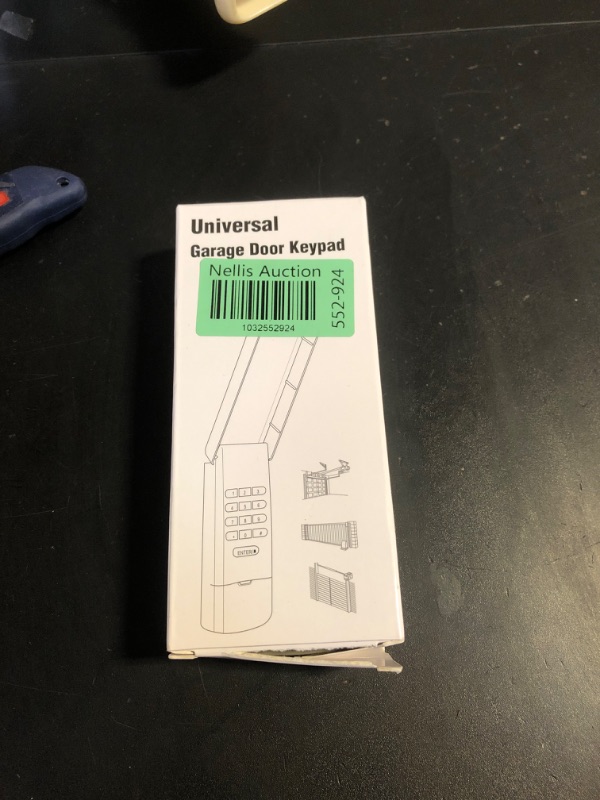 Universal
Garage Door Keypad
Nellis Auction
552-924
1032552924
ENTER